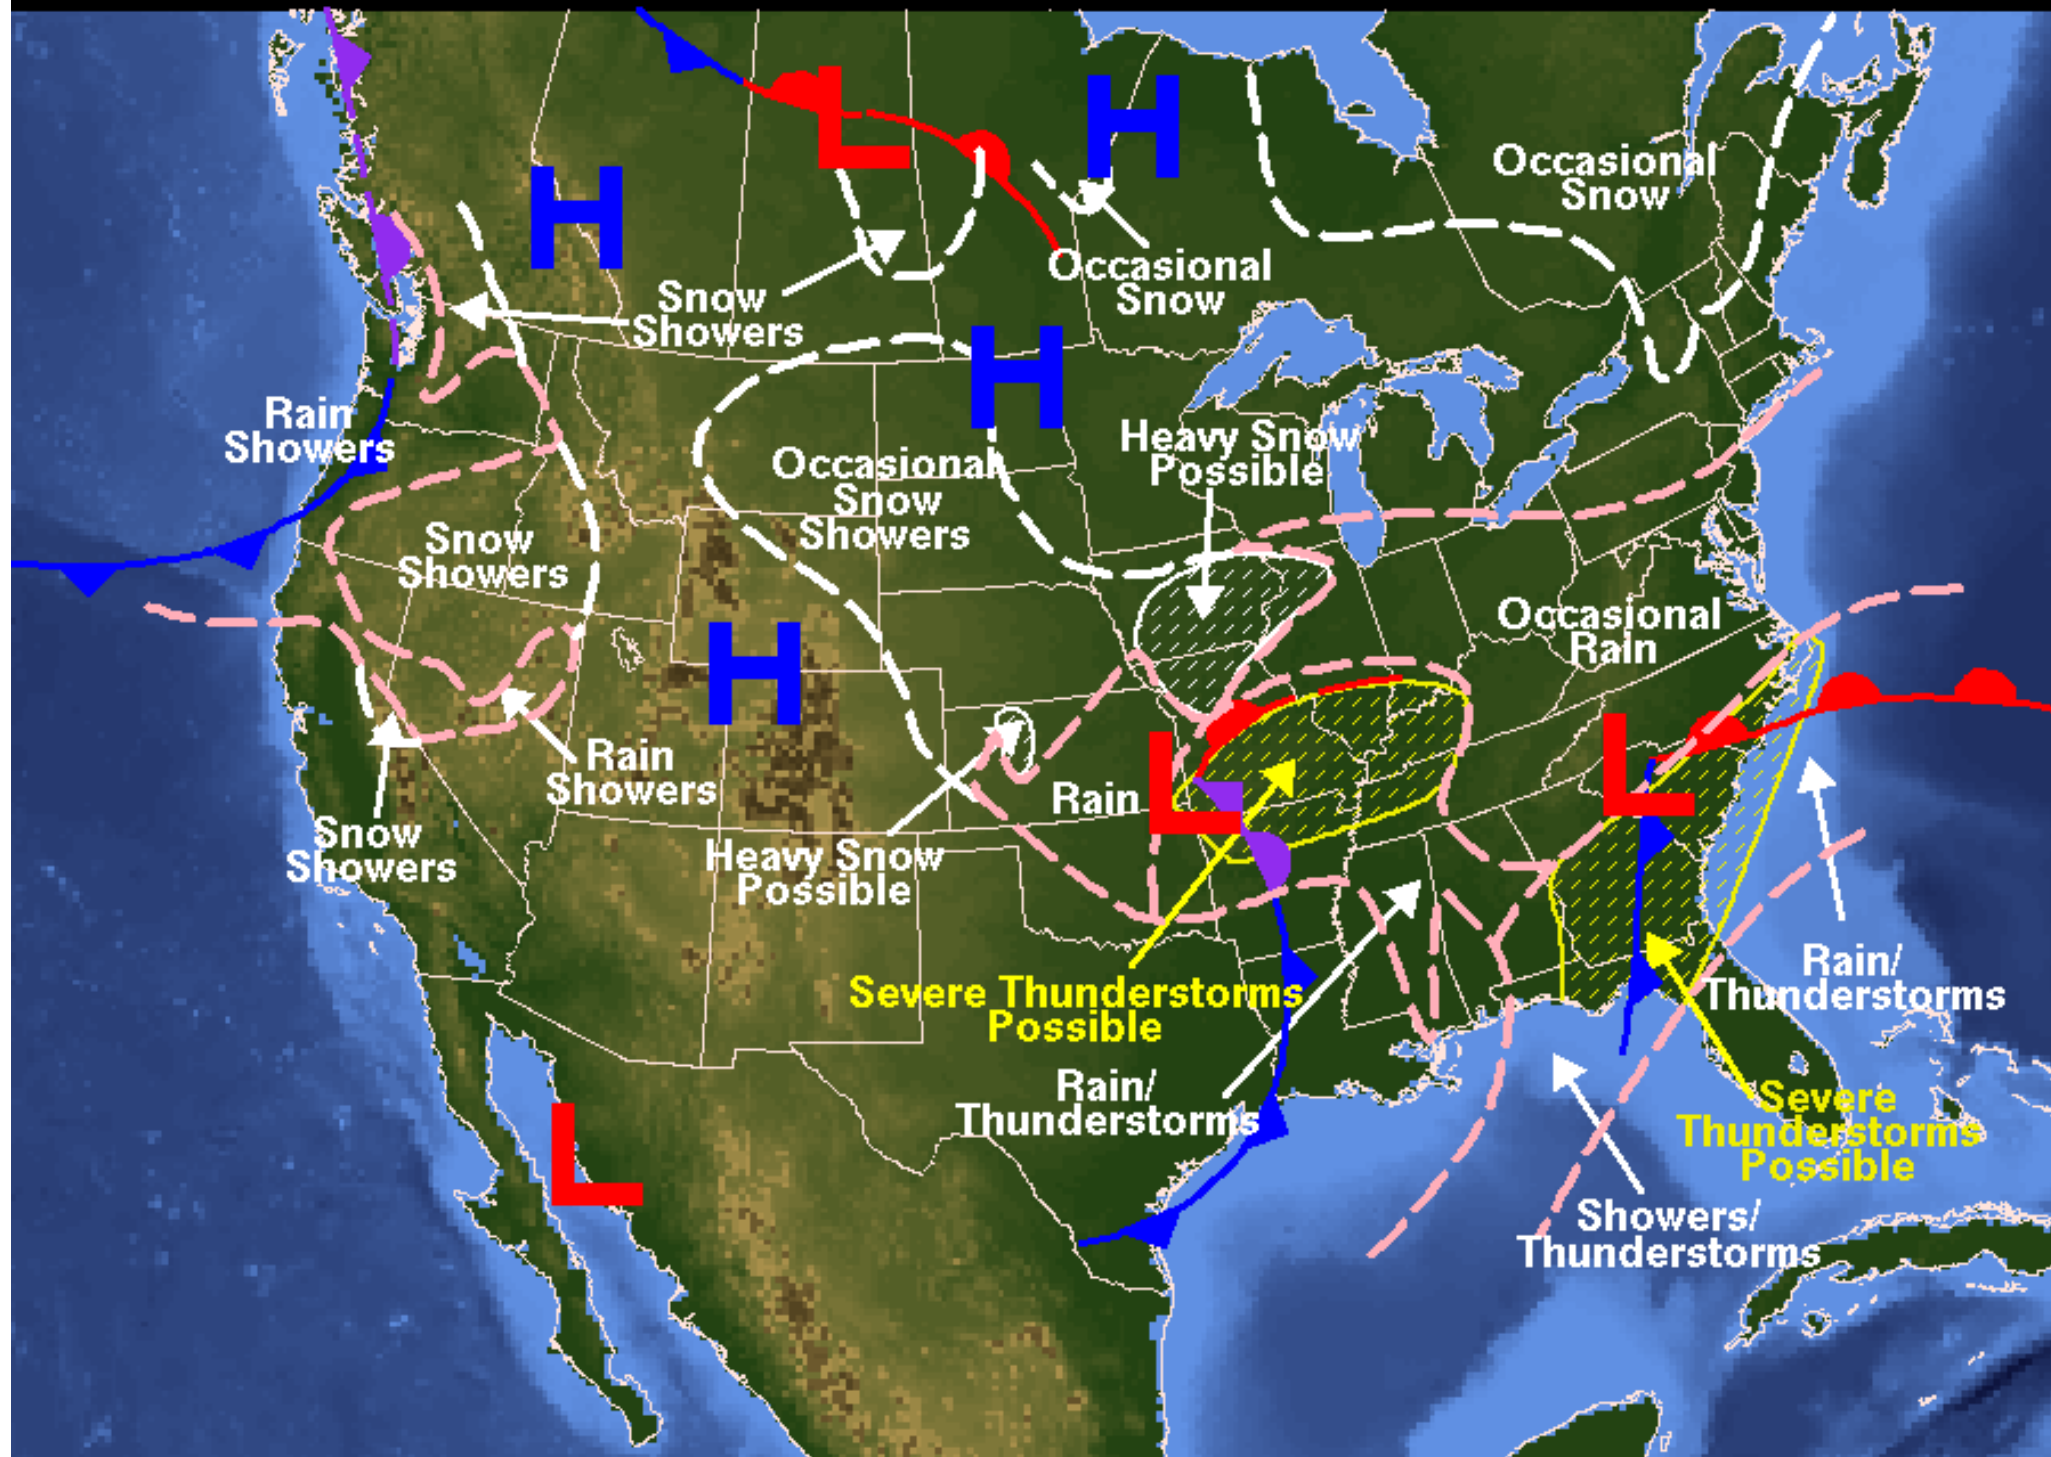 H
L
H
Occasional
Snow
H
Snow
Showers
Occasional
Snow
H
Rain
Showers
Heavy Snow
Possible
Occasional
Snow
Showers
Snow
Showers
Occasional
Rain
H
Rain
Showers
Rain
L
L
Snow
Showers
Heavy Snow
Possible
Severe Thunderstorms
Possible
Rain/
Thunderstorms
Rain/
Thunderstorms
Severe
Thunderstorms
Possible
L
Showers/
Thunderstorms